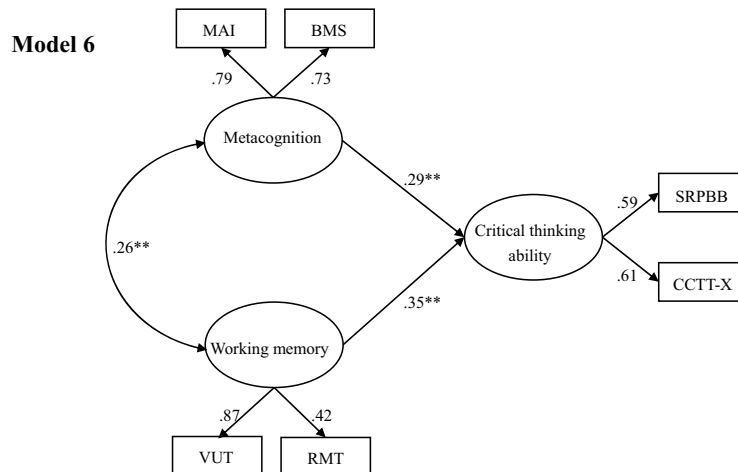 MAI
BMS
Model 6
.79
.73
Metacognition
.29**
.59
SRPBB
Critical thinking
ability
.26**
.61
CCTT-X
.35**
Working memory
.87
.42
VUT
RMT